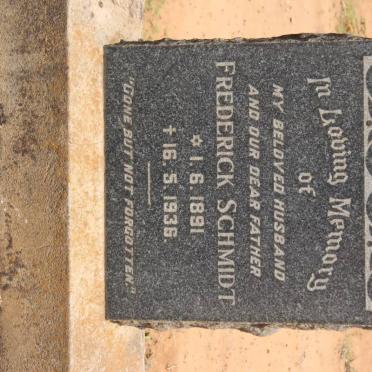 In Loving Memory
of
MY BELOVED HUSBAND
AND OUR DEAR FATHER
FREDERICK SCHMIDT
✡ 1. 6. 1891.
✝ 16. 5. 1936.
"GONE BUT NOT FORGOTTEN."